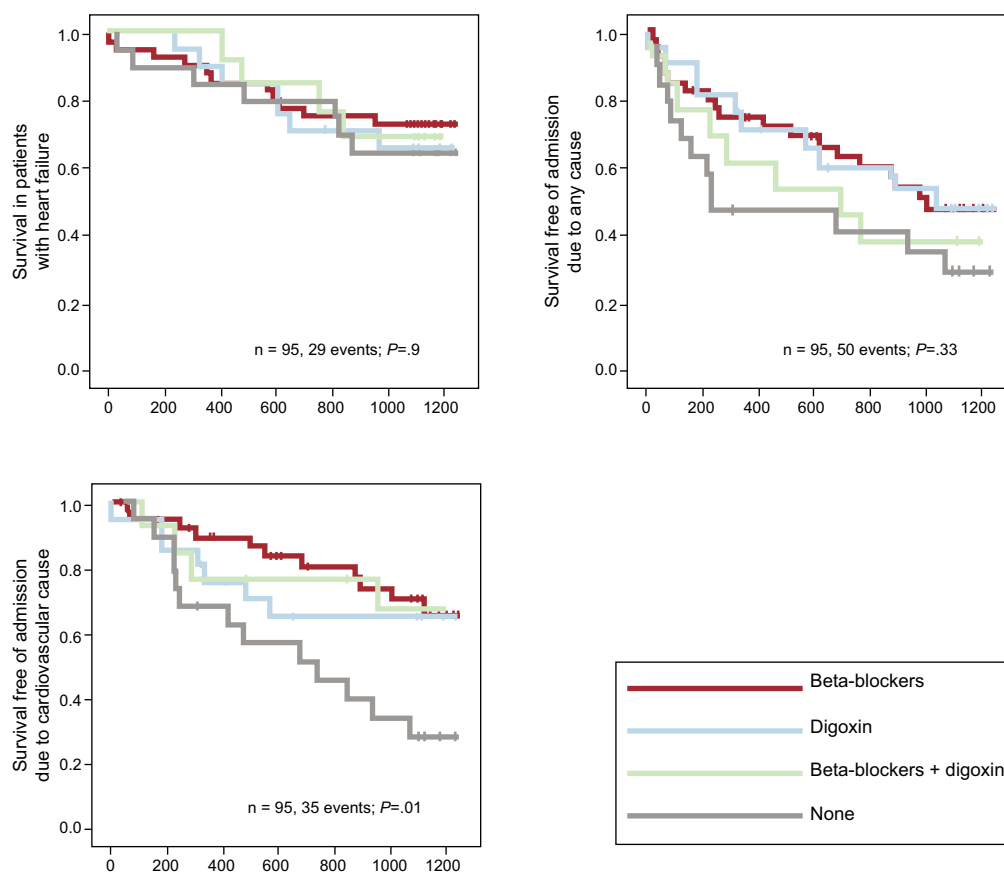 Survival in patients
with heart failure
1.0
0.8
0.6
0.4
0.2
0.0
n = 95, 29 events; P=.9
0 200 400 600 800 1000 1200
Survival free of admission
due to any cause
1.0
0.8
0.6
0.4
0.2
0.0
n = 95, 50 events; P=.33
0 200 400 600 800 1000 1200
Survival free of admission
due to cardiovascular cause
1.0
0.8
0.6
0.4
0.2
0.0
n = 95, 35 events; P=.01
0 200 400 600 800 1000 1200
Beta-blockers
Digoxin
Beta-blockers + digoxin
None